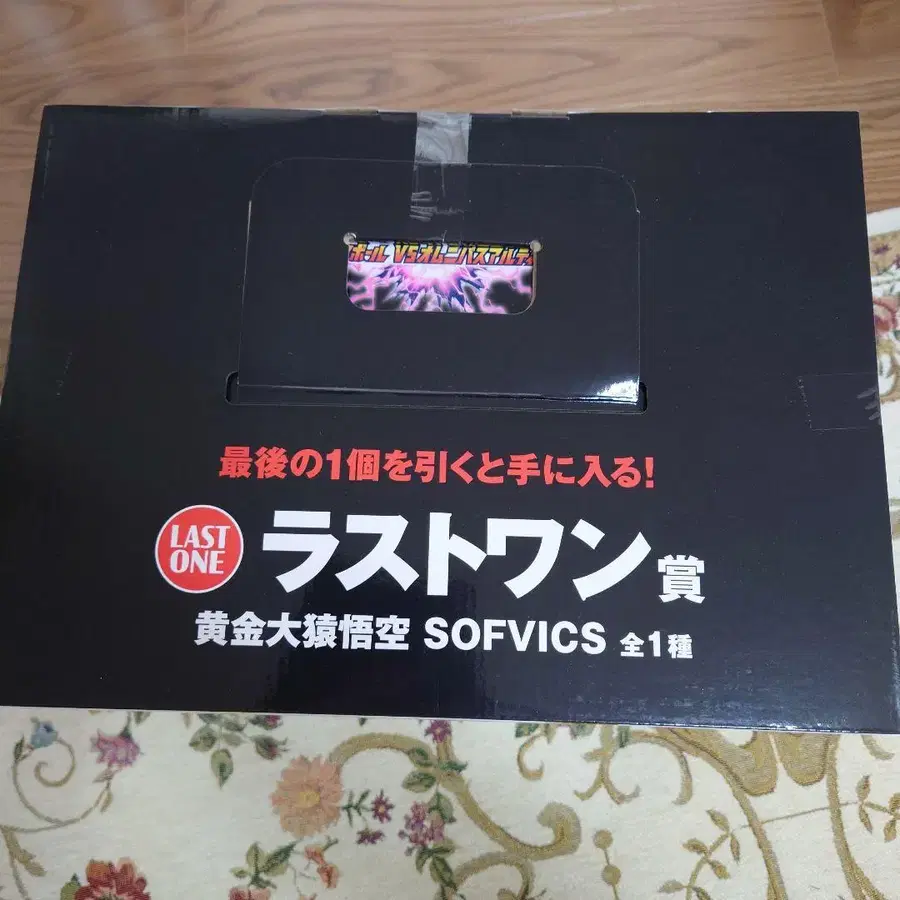 ボール VSオムニバスアルティ
最後の1個を引くと手に入る!
LAST
ONE
ラストワン賞
黄金大猿悟空 SOFVICS 全1種